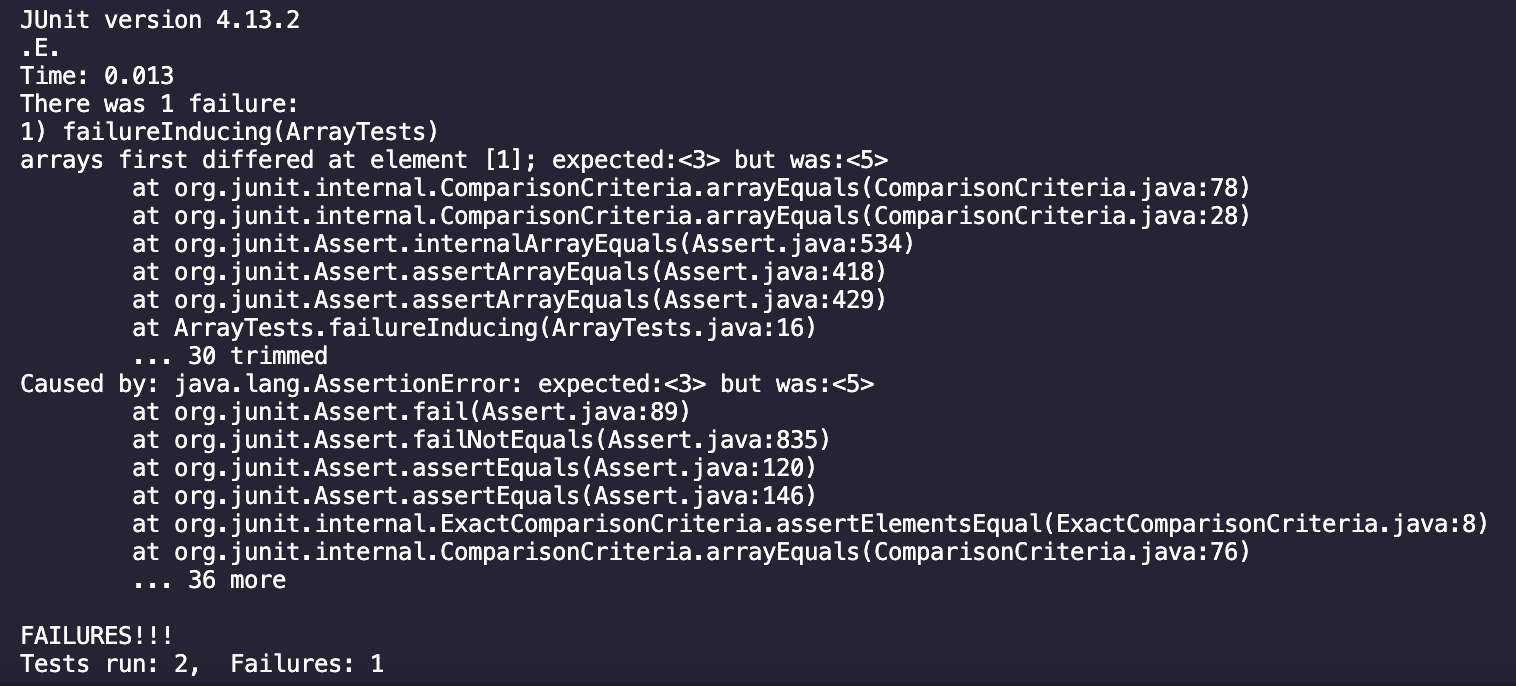 JUnit version 4.13.2
.E.
Time: 0.013
There was 1 failure:
1) failureInducing(ArrayTests)
arrays first differed at element [1]; expected:<3> but was:<5>
        at org.junit.internal.ComparisonCriteria.arrayEquals(ComparisonCriteria.java:78)
        at org.junit.internal.ComparisonCriteria.arrayEquals(ComparisonCriteria.java:28)
        at org.junit.Assert.internalArrayEquals(Assert.java:534)
        at org.junit.Assert.assertArrayEquals(Assert.java:418)
        at org.junit.Assert.assertArrayEquals(Assert.java:429)
        at ArrayTests.failureInducing(ArrayTests.java:16)
        ... 30 trimmed
Caused by: java.lang.AssertionError: expected:<3> but was:<5>
        at org.junit.Assert.fail(Assert.java:89)
        at org.junit.Assert.failNotEquals(Assert.java:835)
        at org.junit.Assert.assertEquals(Assert.java:120)
        at org.junit.Assert.assertEquals(Assert.java:146)
        at org.junit.internal.ExactComparisonCriteria.assertElementsEqual(ExactComparisonCriteria.java:8)
        at org.junit.internal.ComparisonCriteria.arrayEquals(ComparisonCriteria.java:76)
        ... 36 more

FAILURES!!!
Tests run: 2,  Failures: 1